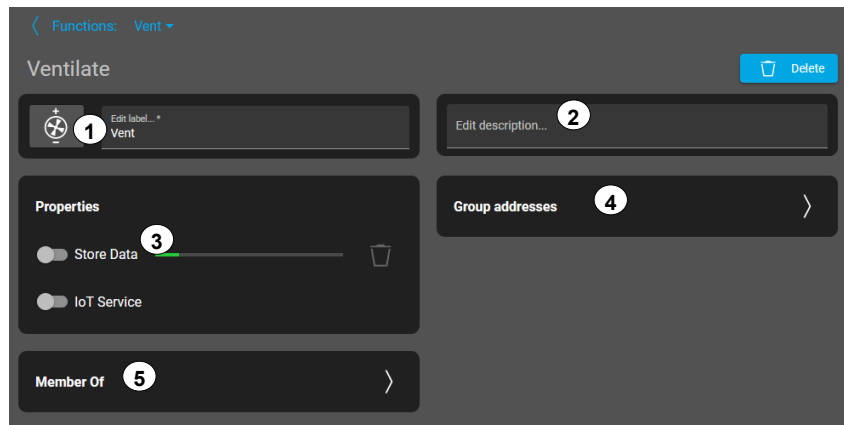 Functions: Vent
Ventilate
Delete
1
Edit label... *
Vent
Edit description...
2
Properties
3
Store Data
IoT Service
Group addresses
4
Member Of
5